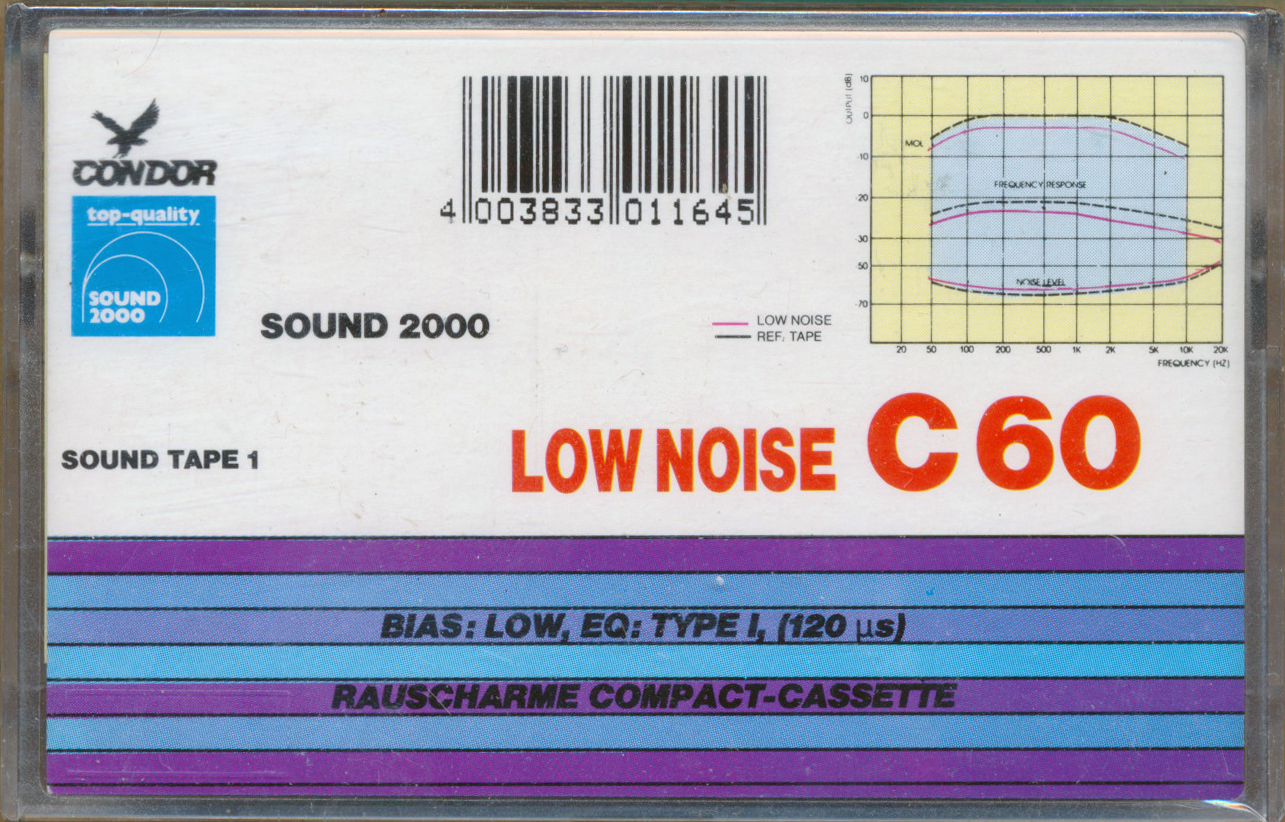 CONDOR
top-quality
SOUND
2000
4 003833 011645
SOUND 2000
LOW NOISE
REF. TAPE
OUTPUT (dB)
10
0
-10
-20
-30
-50
-70
MOL
FREQUENCY RESPONSE
NOISE LEVEL
20 50 100 200 500 1K 2K 5K 10K 20K
FREQUENCY (HZ)
SOUND TAPE 1
LOW NOISE C 60
BIAS: LOW, EQ: TYPE I, (120 µs)
RAUSCHARME COMPACT-CASSETTE